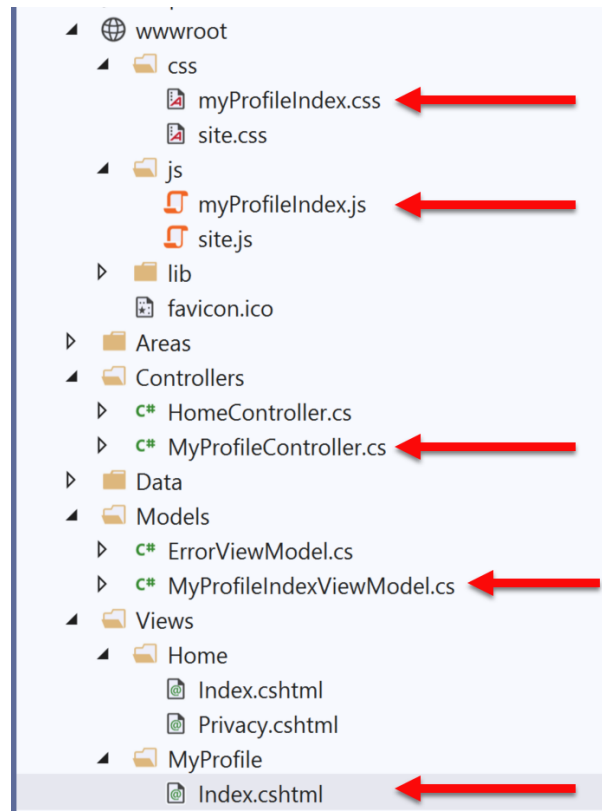 wwwroot
css
myProfileIndex.css
site.css
js
myProfileIndex.js
site.js
lib
favicon.ico
Areas
Controllers
C# HomeController.cs
C# MyProfileController.cs
Data
Models
C# ErrorViewModel.cs
C# MyProfileIndexViewModel.cs
Views
Home
Index.cshtml
Privacy.cshtml
MyProfile
Index.cshtml